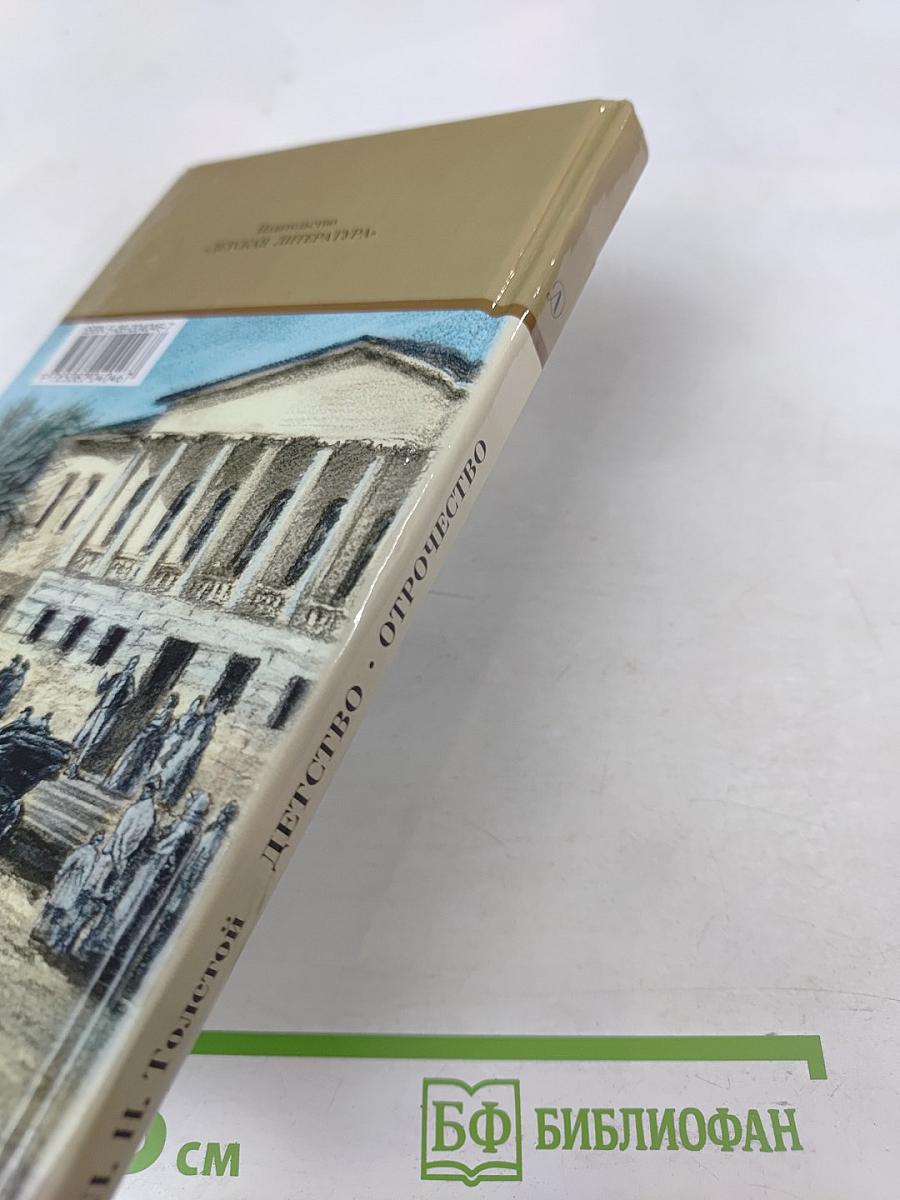 Издательство
«ДЕТСКАЯ ЛИТЕРАТУРА»
Л. Н. Толстой ДЕТСТВО · ОТРОЧЕСТВО
см
БФ БИБЛИОФАН